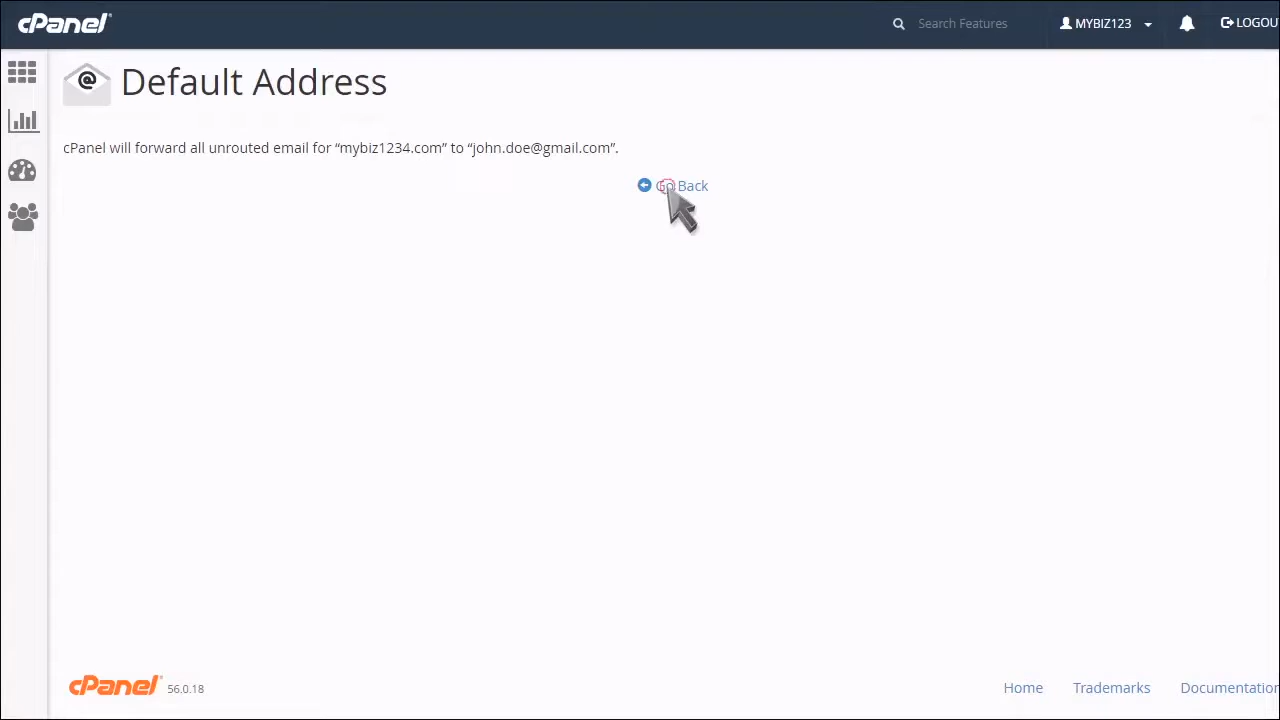 cPanel
Search Features
MYBIZ123
LOGOU
Default Address
cPanel will forward all unrouted email for “mybiz1234.com” to “john.doe@gmail.com”.
Go Back
cPanel 56.0.18
Home
Trademarks
Documentation